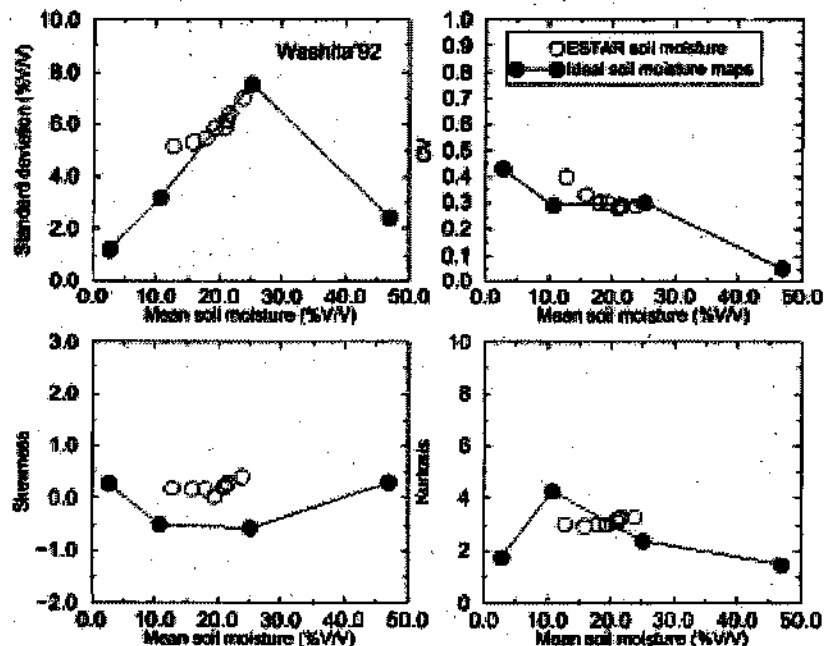 10.0
8.0
6.0
4.0
2.0
0.0
Standard deviation (%V/V)
Washita'92
0.0 10.0 20.0 30.0 40.0 50.0
Mean soil moisture (%V/V)
1.0
0.9
0.8
0.7
0.6
0.5
0.4
0.3
0.2
0.1
0.0
CV
ESTAR soil moisture
Ideal soil moisture maps
0.0 10.0 20.0 30.0 40.0 50.0
Mean soil moisture (%V/V)
3.0
2.0
1.0
0.0
-1.0
-2.0
Skewness
0.0 10.0 20.0 30.0 40.0 50.0
Mean soil moisture (%V/V)
10
8
6
4
2
0
Kurtosis
0.0 10.0 20.0 30.0 40.0 50.0
Mean soil moisture (%V/V)